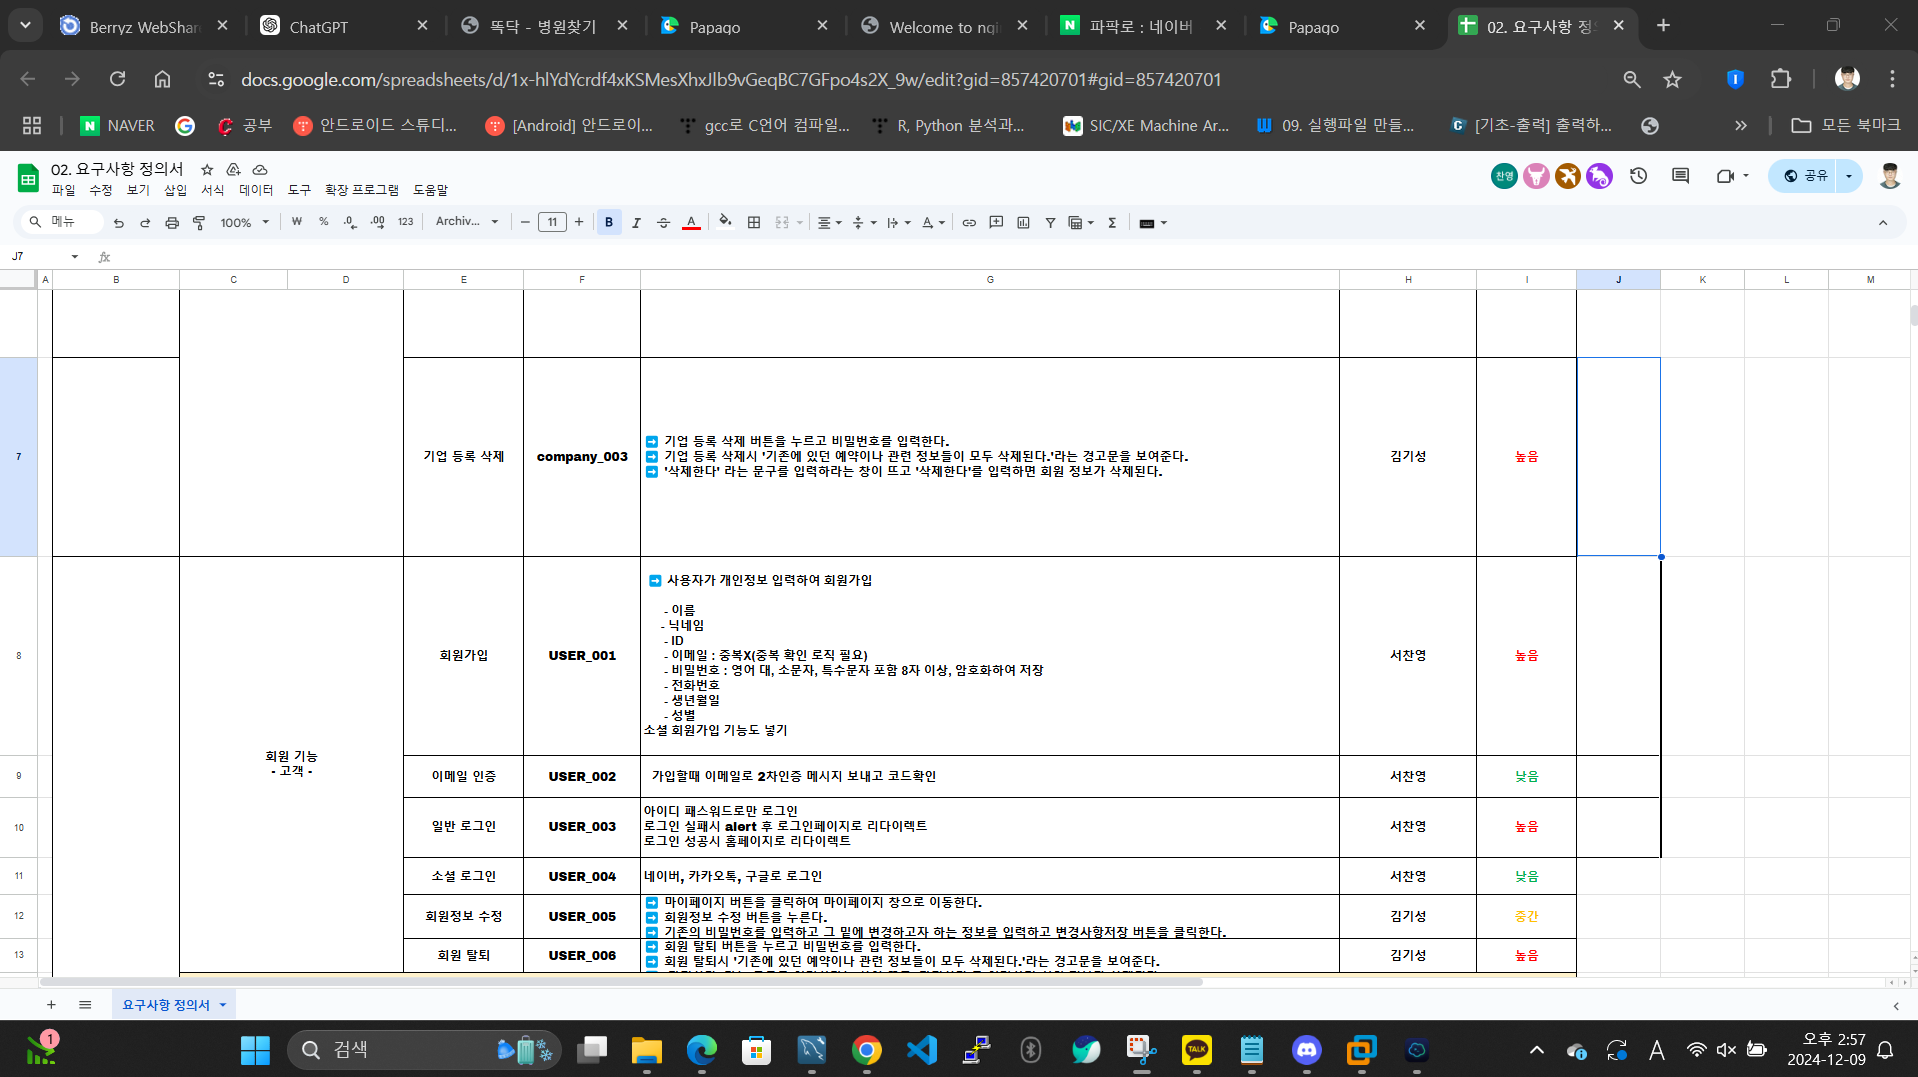 Berryz WebShar
ChatGPT
똑닥 - 병원찾기
Papago
Welcome to ngi
파팍로 : 네이버
Papago
02. 요구사항 정의
docs.google.com/spreadsheets/d/1x-hlYdYcrdf4xKSMesXhxJlb9vGeqBC7GFpo4s2X_9w/edit?gid=857420701#gid=857420701
NAVER
공부
안드로이드 스튜디...
[Android] 안드로이...
gcc로 C언어 컴파일...
R, Python 분석과...
SIC/XE Machine Ar...
09. 실행파일 만들...
[기초-출력] 출력하...
모든 북마크
02. 요구사항 정의서
파일 수정 보기 삽입 서식 데이터 도구 확장 프로그램 도움말
찬영
공유
메뉴
100%
₩ % .0 .00 123
Archiv...
11
B I A
J7
fx
A B C D E F G H I J K L M
7
기업 등록 삭제
company_003
➡ 기업 등록 삭제 버튼을 누르고 비밀번호를 입력한다.
➡ 기업 등록 삭제시 '기존에 있던 예약이나 관련 정보들이 모두 삭제된다.'라는 경고문을 보여준다.
➡ '삭제한다' 라는 문구를 입력하라는 창이 뜨고 '삭제한다'를 입력하면 회원 정보가 삭제된다.
김기성
높음
회원 기능
- 고객 -
8
회원가입
USER_001
➡ 사용자가 개인정보 입력하여 회원가입
- 이름
- 닉네임
- ID
- 이메일 : 중복X(중복 확인 로직 필요)
- 비밀번호 : 영어 대, 소문자, 특수문자 포함 8자 이상, 암호화하여 저장
- 전화번호
- 생년월일
- 성별
소셜 회원가입 기능도 넣기
서찬영
높음
9
이메일 인증
USER_002
가입할때 이메일로 2차인증 메시지 보내고 코드확인
서찬영
낮음
10
일반 로그인
USER_003
아이디 패스워드로만 로그인
로그인 실패시 alert 후 로그인페이지로 리다이렉트
로그인 성공시 홈페이지로 리다이렉트
서찬영
높음
11
소셜 로그인
USER_004
네이버, 카카오톡, 구글로 로그인
서찬영
낮음
12
회원정보 수정
USER_005
➡ 마이페이지 버튼을 클릭하여 마이페이지 창으로 이동한다.
➡ 회원정보 수정 버튼을 누른다.
➡ 기존의 비밀번호를 입력하고 그 밑에 변경하고자 하는 정보를 입력하고 변경사항저장 버튼을 클릭한다.
김기성
중간
13
회원 탈퇴
USER_006
➡ 회원 탈퇴 버튼을 누르고 비밀번호를 입력한다.
➡ 회원 탈퇴시 '기존에 있던 예약이나 관련 정보들이 모두 삭제된다.'라는 경고문을 보여준다.
김기성
높음
요구사항 정의서
1
검색
TALK
A
오후 2:57
2024-12-09